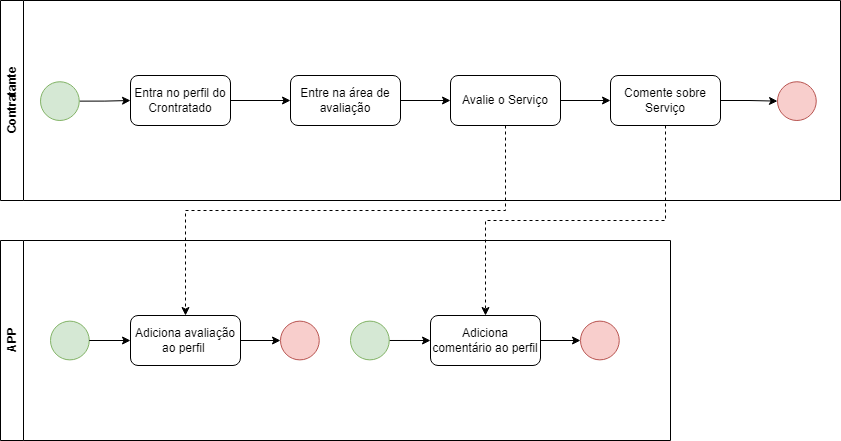 Contratante
Entra no perfil do
Crontratado
Entre na área de
avaliação
Avalie o Serviço
Comente sobre
Serviço
APP
Adiciona avaliação
ao perfil
Adiciona
comentário ao perfil